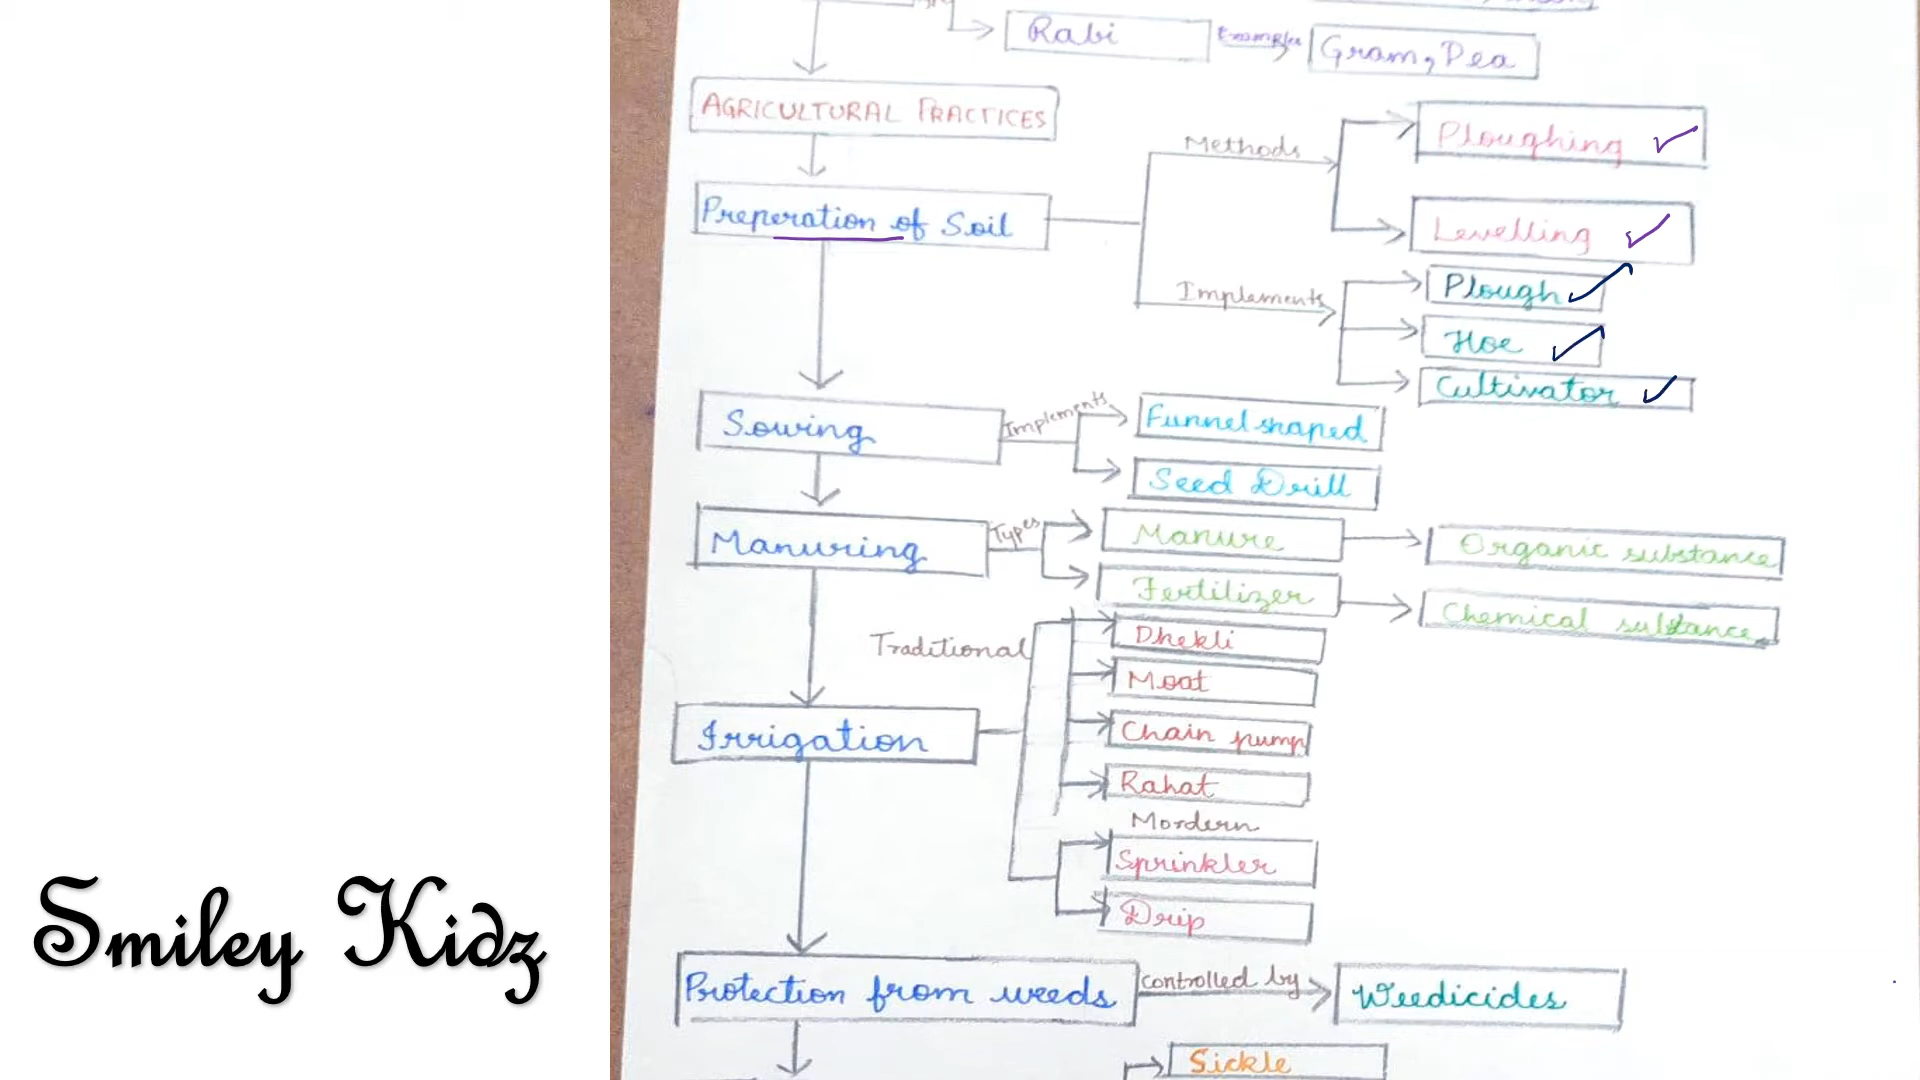 Rabi
Examples
Gram, Pea
AGRICULTURAL PRACTICES
Methods
Ploughing
Preperation of Soil
Levelling
Implements
Plough
Hoe
Cultivator
Sowing
Implements
Funnel shaped
Seed Drill
Manuring
Types
Manure
Organic substance
Fertilizer
Chemical substance
Traditional
Dhekli
Moat
Chain pump
Irrigation
Rahat
Mordern
Sprinkler
Drip
Smiley Kidz
Protection from weeds
controlled by
Weedicides
Sickle